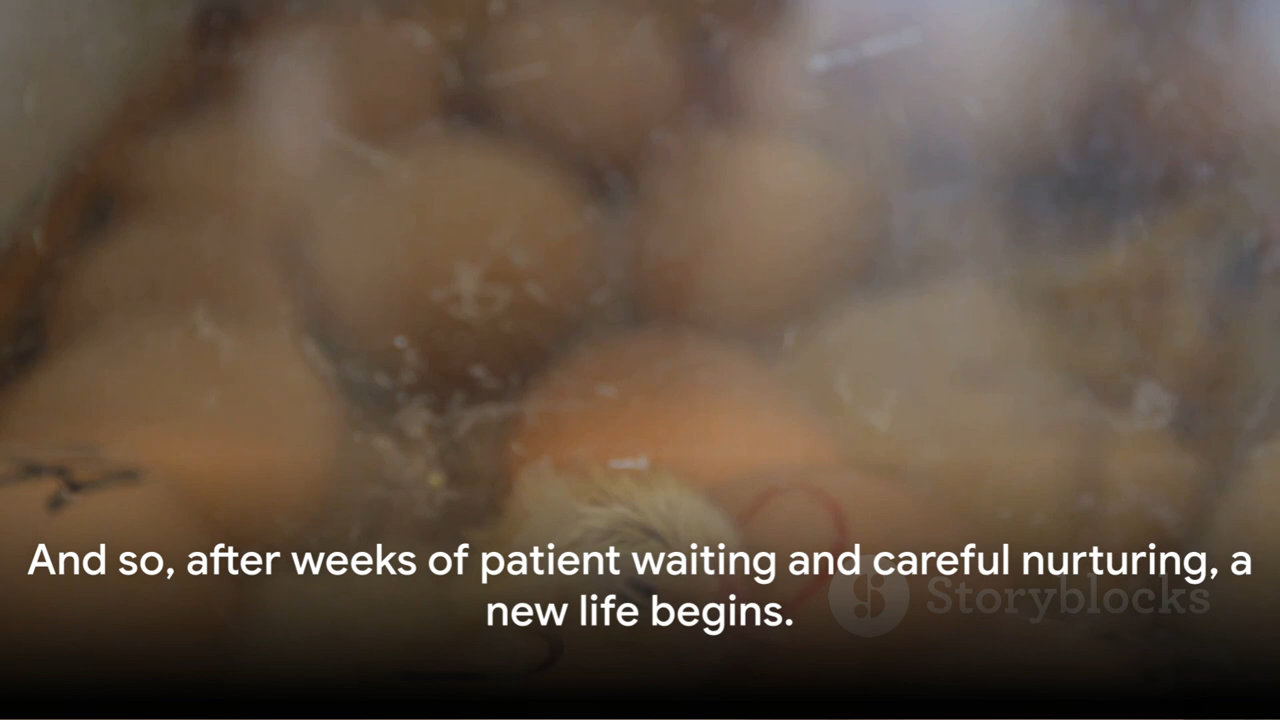 And so, after weeks of patient waiting and careful nurturing, a
new life begins.
Storyblocks